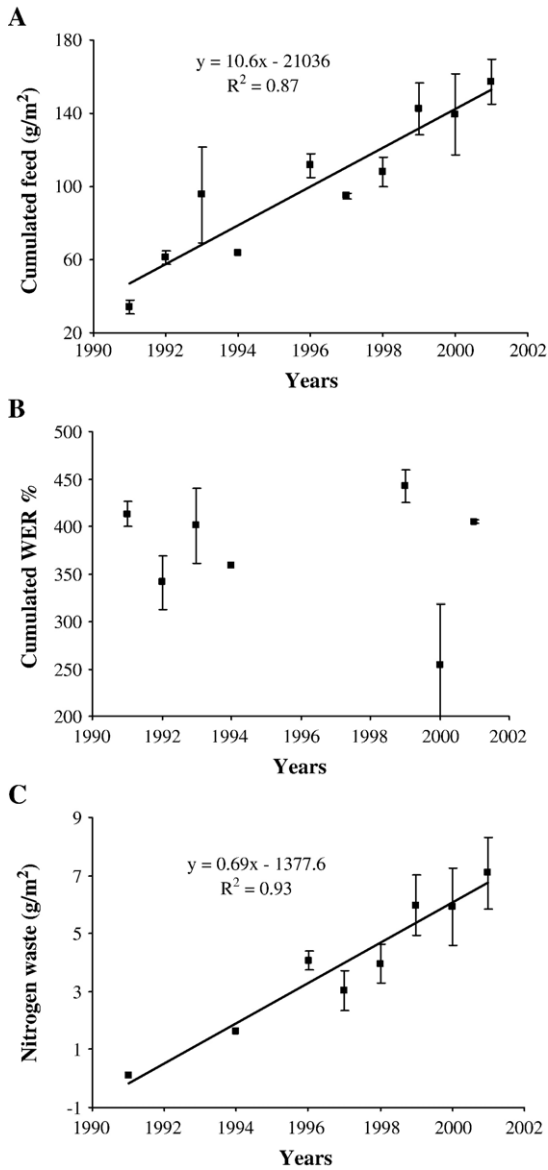 A
180
140
100
60
20
Cumulated feed (g/m²)
y = 10.6x - 21036
R² = 0.87
1990 1992 1994 1996 1998 2000 2002
Years
B
500
450
400
350
300
250
200
Cumulated WER %
1990 1992 1994 1996 1998 2000 2002
Years
C
9
7
5
3
1
-1
Nitrogen waste (g/m²)
y = 0.69x - 1377.6
R² = 0.93
1990 1992 1994 1996 1998 2000 2002
Years